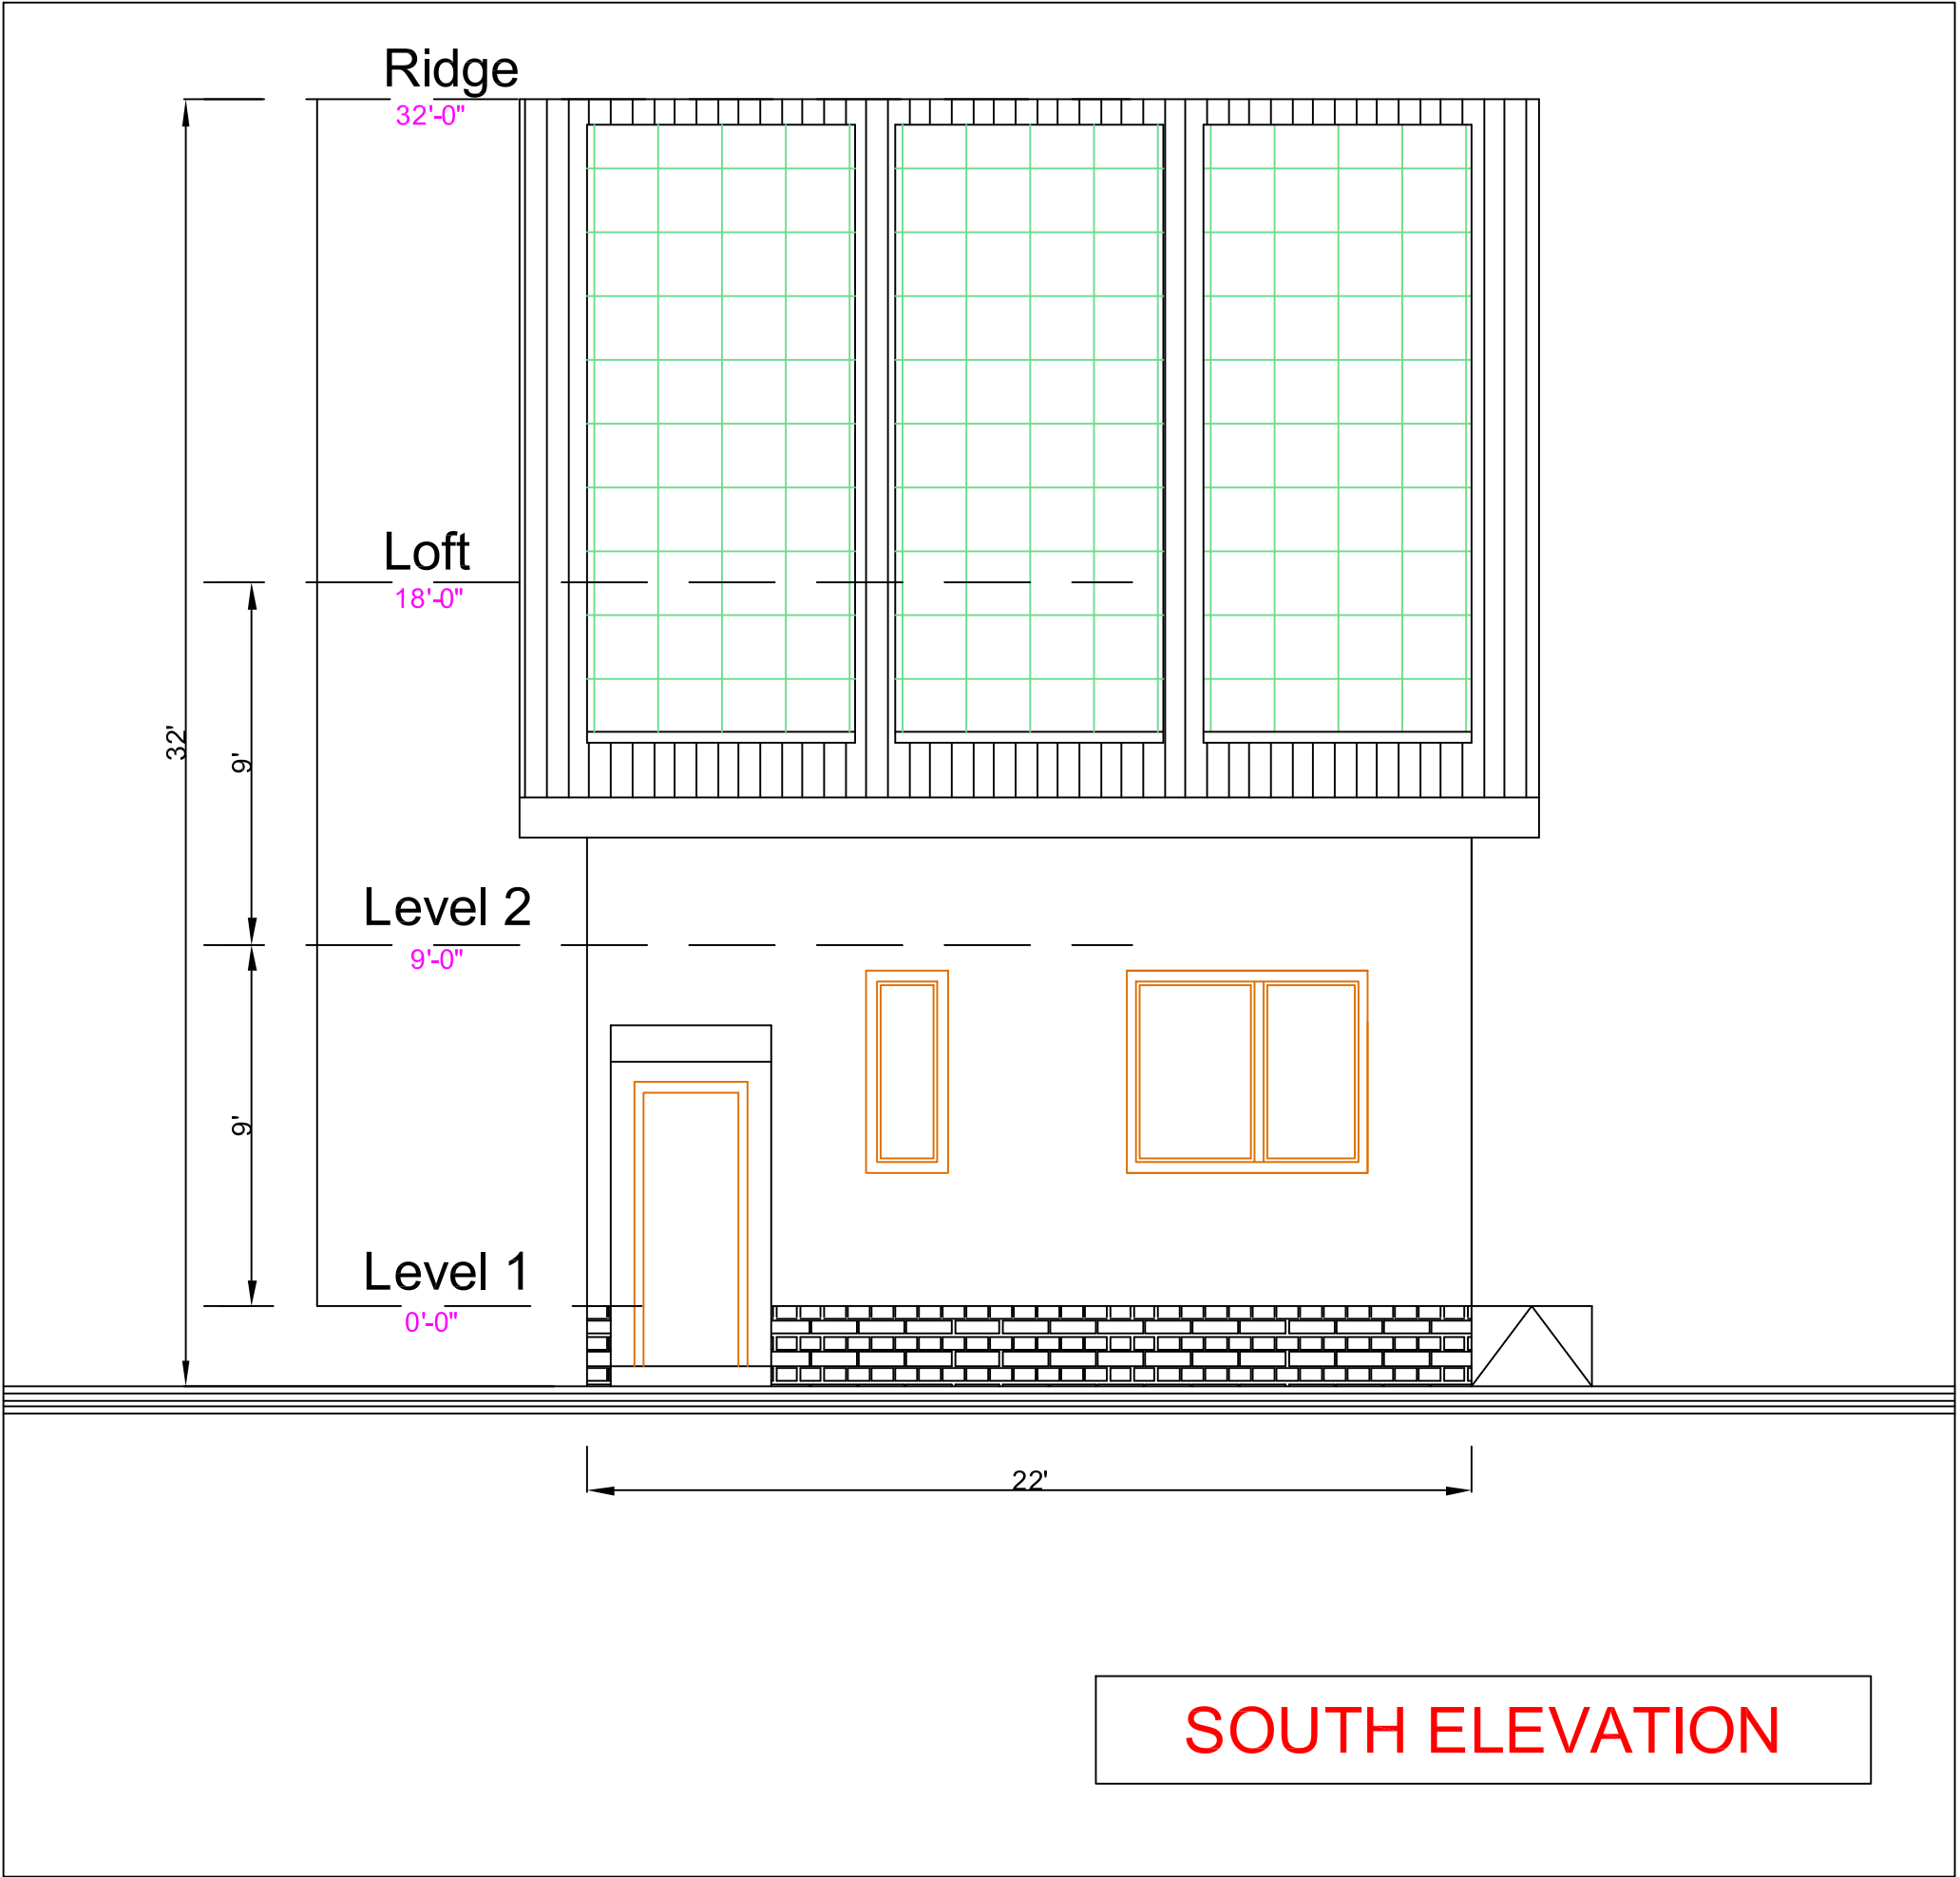 Ridge
32'-0"
Loft
18'-0"
32'
9'
Level 2
9'-0"
9'
Level 1
0'-0"
22'
SOUTH ELEVATION